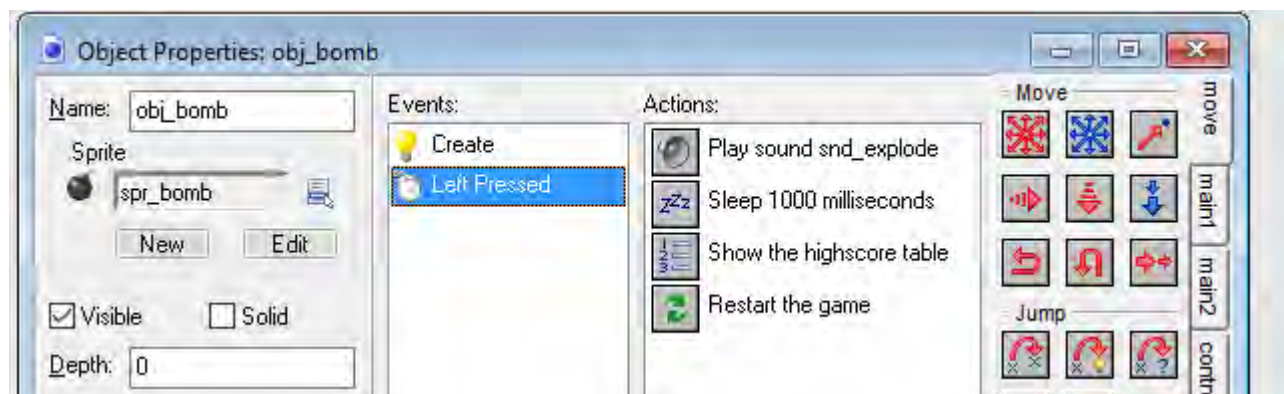 Object Properties: obj_bomb
Name: obj_bomb
Sprite
spr_bomb
New Edit
Visible Solid
Depth: 0
Events:
Create
Left Pressed
Actions:
Play sound snd_explode
Sleep 1000 milliseconds
Show the highscore table
Restart the game
Move
Jump
move
main1
main2
contr